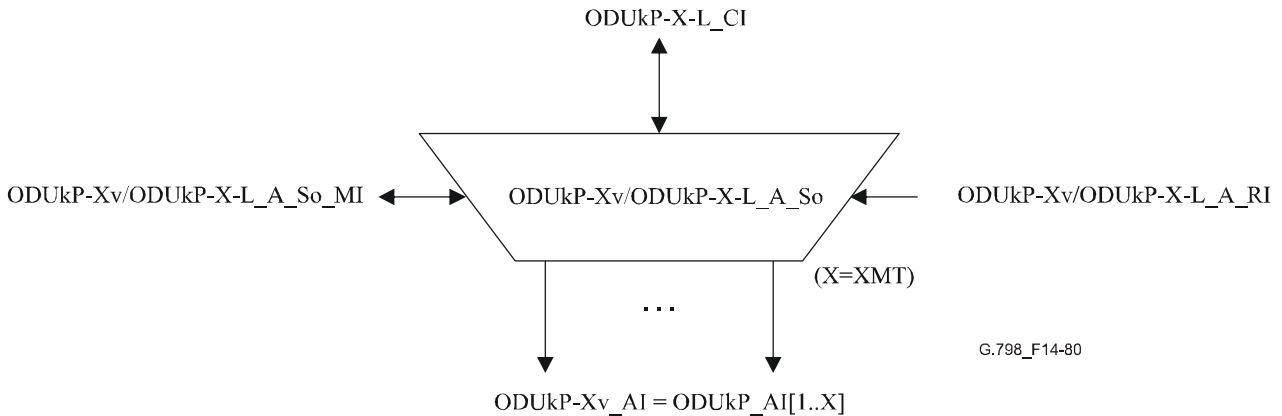 ODUkP-X-L_CI
ODUkP-Xv/ODUkP-X-L_A_So_MI
ODUkP-Xv/ODUkP-X-L_A_So
ODUkP-Xv/ODUkP-X-L_A_RI
(X=XMT)
...
G.798_F14-80
ODUkP-Xv_AI = ODUkP_AI[1..X]